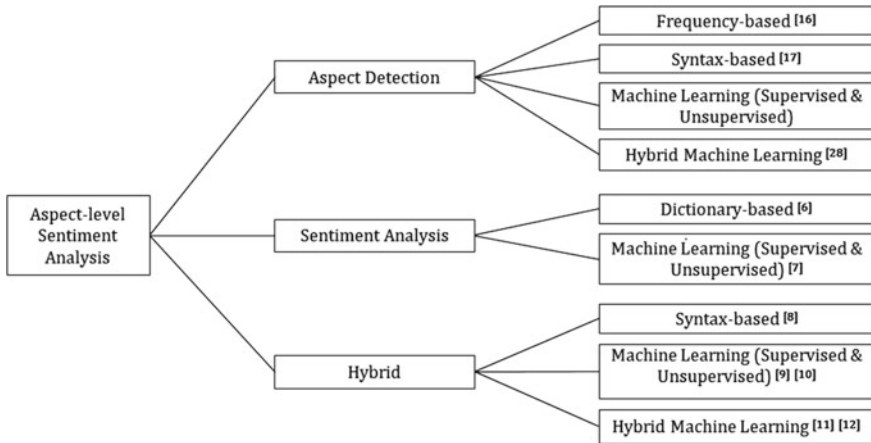 Frequency-based [16]
Syntax-based [17]
Aspect Detection
Machine Learning (Supervised &
Unsupervised)
Hybrid Machine Learning [28]
Aspect-level
Sentiment
Analysis
Dictionary-based [6]
Sentiment Analysis
Machine Learning (Supervised &
Unsupervised) [7]
Syntax-based [8]
Hybrid
Machine Learning (Supervised &
Unsupervised) [9] [10]
Hybrid Machine Learning [11] [12]